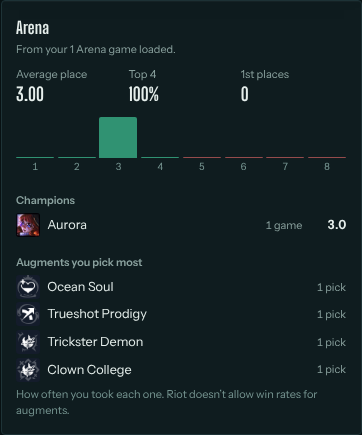 Arena
From your 1 Arena game loaded.
Average place Top 4 1st places
3.00 100% 0
1 2 3 4 5 6 7 8
Champions
Aurora 1 game 3.0
Augments you pick most
Ocean Soul 1 pick
Trueshot Prodigy 1 pick
Trickster Demon 1 pick
Clown College 1 pick
How often you took each one. Riot doesn't allow win rates for
augments.